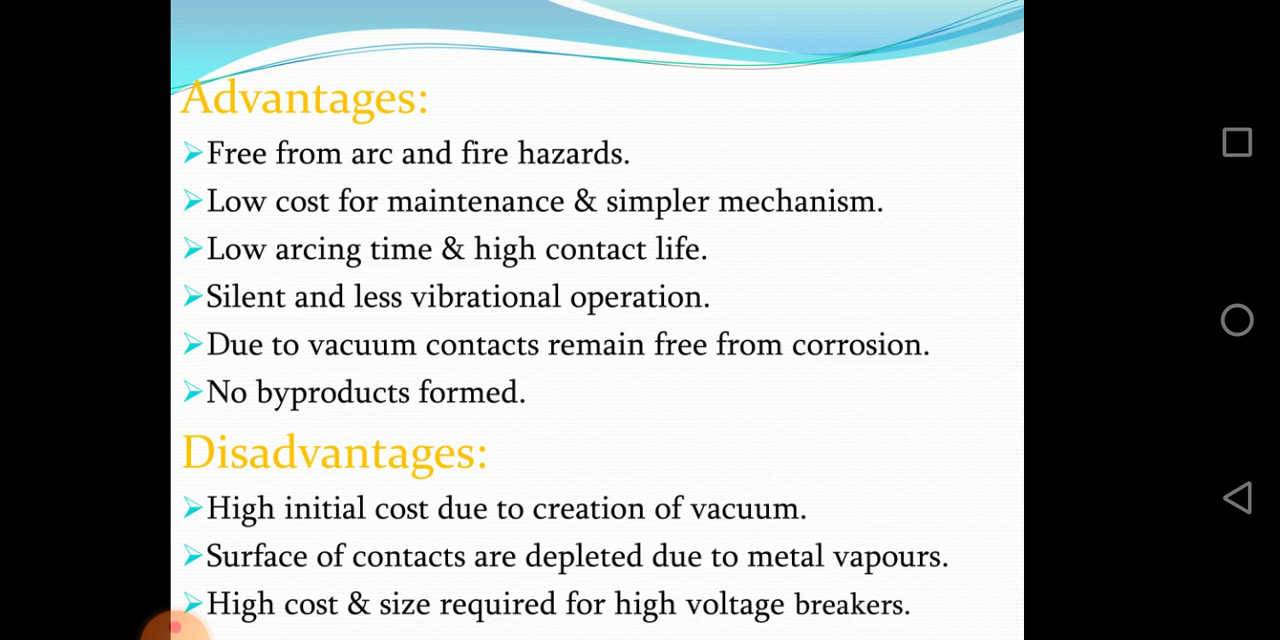 Advantages:
Free from arc and fire hazards.
Low cost for maintenance & simpler mechanism.
Low arcing time & high contact life.
Silent and less vibrational operation.
Due to vacuum contacts remain free from corrosion.
No byproducts formed.
Disadvantages:
High initial cost due to creation of vacuum.
Surface of contacts are depleted due to metal vapours.
High cost & size required for high voltage breakers.